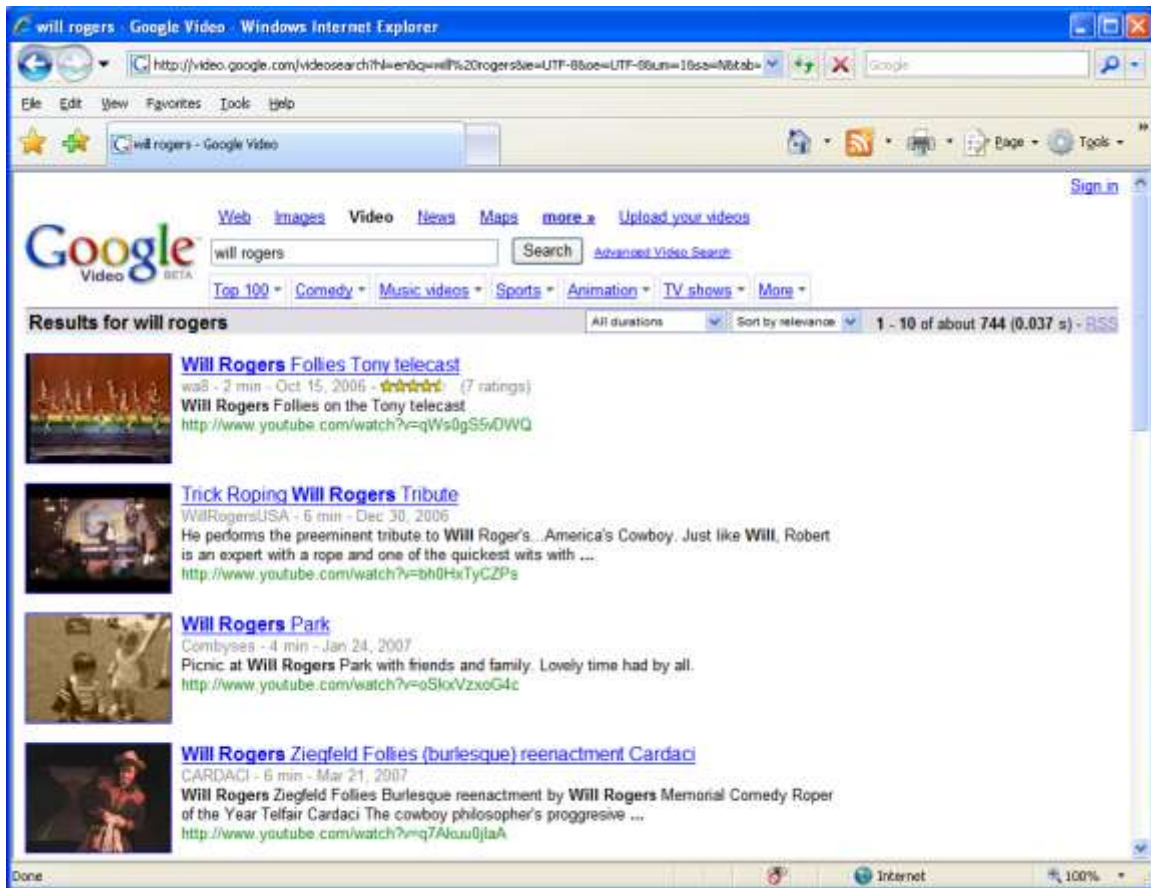 will rogers - Google Video - Windows Internet Explorer
http://video.google.com/videosearch?hl=en&q=will%20rogers&ie=UTF-8&oe=UTF-8&um=1&sa=N&tab=
Google
File Edit View Favorites Tools Help
will rogers - Google Video
Page Tools
Sign in
Web Images Video News Maps more » Upload your videos
Google
Video BETA
will rogers Search Advanced Video Search
Top 100 Comedy Music videos Sports Animation TV shows More
Results for will rogers All durations Sort by relevance 1 - 10 of about 744 (0.037 s) - RSS
Will Rogers Follies Tony telecast
wa8 - 2 min - Oct 15, 2006 - (7 ratings)
Will Rogers Follies on the Tony telecast
http://www.youtube.com/watch?v=qWs0gS5vDWQ
Trick Roping Will Rogers Tribute
WillRogersUSA - 6 min - Dec 30, 2006
He performs the preeminent tribute to Will Roger's...America's Cowboy. Just like Will, Robert
is an expert with a rope and one of the quickest wits with ...
http://www.youtube.com/watch?v=bh0HxTyCZPs
Will Rogers Park
Combyses - 4 min - Jan 24, 2007
Picnic at Will Rogers Park with friends and family. Lovely time had by all.
http://www.youtube.com/watch?v=oSkxVzxoG4c
Will Rogers Ziegfeld Follies (burlesque) reenactment Cardaci
CARDACI - 6 min - Mar 21, 2007
Will Rogers Ziegfeld Follies Burlesque reenactment by Will Rogers Memorial Comedy Roper
of the Year Telfair Cardaci The cowboy philosopher's proggresive ...
http://www.youtube.com/watch?v=q7Akuu0jlaA
Done Internet 100%